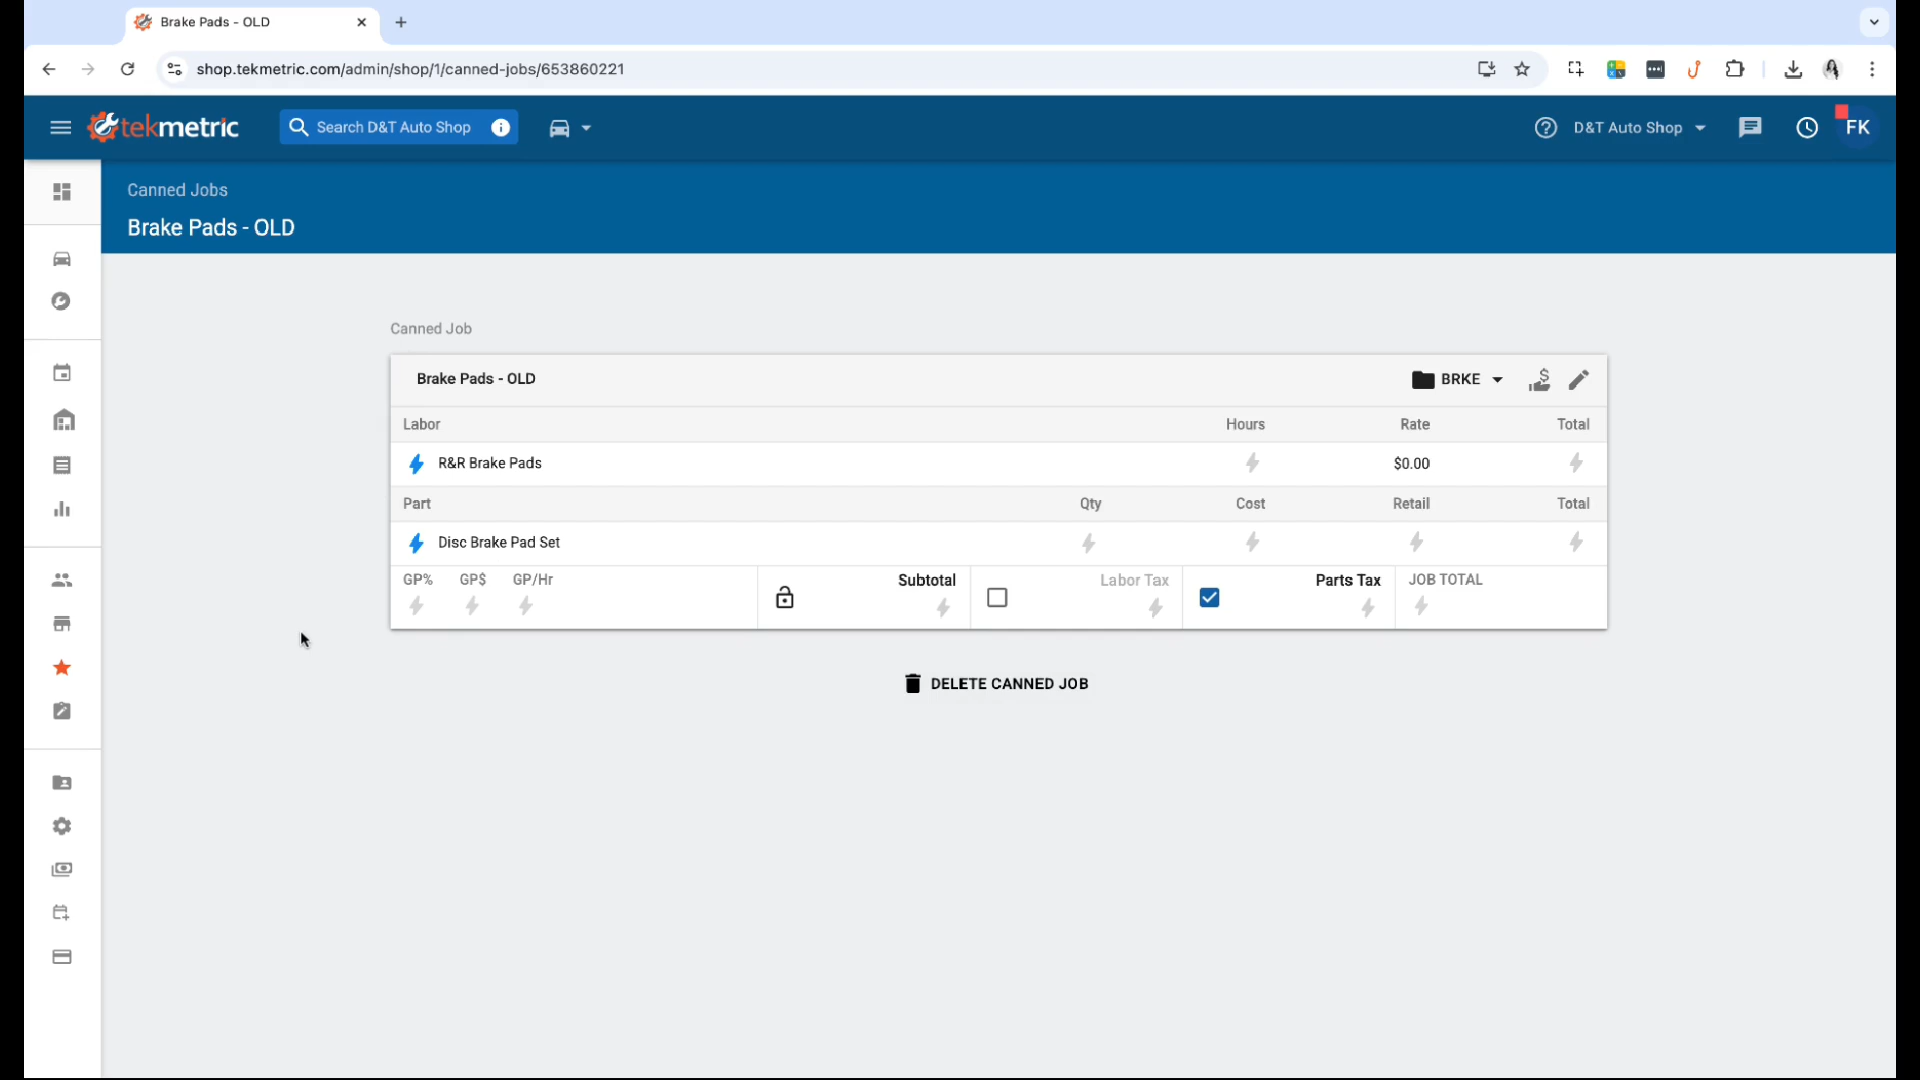 Brake Pads - OLD
shop.tekmetric.com/admin/shop/1/canned-jobs/653860221
tekmetric
Search D&T Auto Shop
D&T Auto Shop
FK
Canned Jobs
Brake Pads - OLD
Canned Job
Brake Pads - OLD
BRKE
Labor Hours Rate Total
R&R Brake Pads $0.00
Part Qty Cost Retail Total
Disc Brake Pad Set
GP% GP$ GP/Hr Subtotal Labor Tax Parts Tax JOB TOTAL
DELETE CANNED JOB